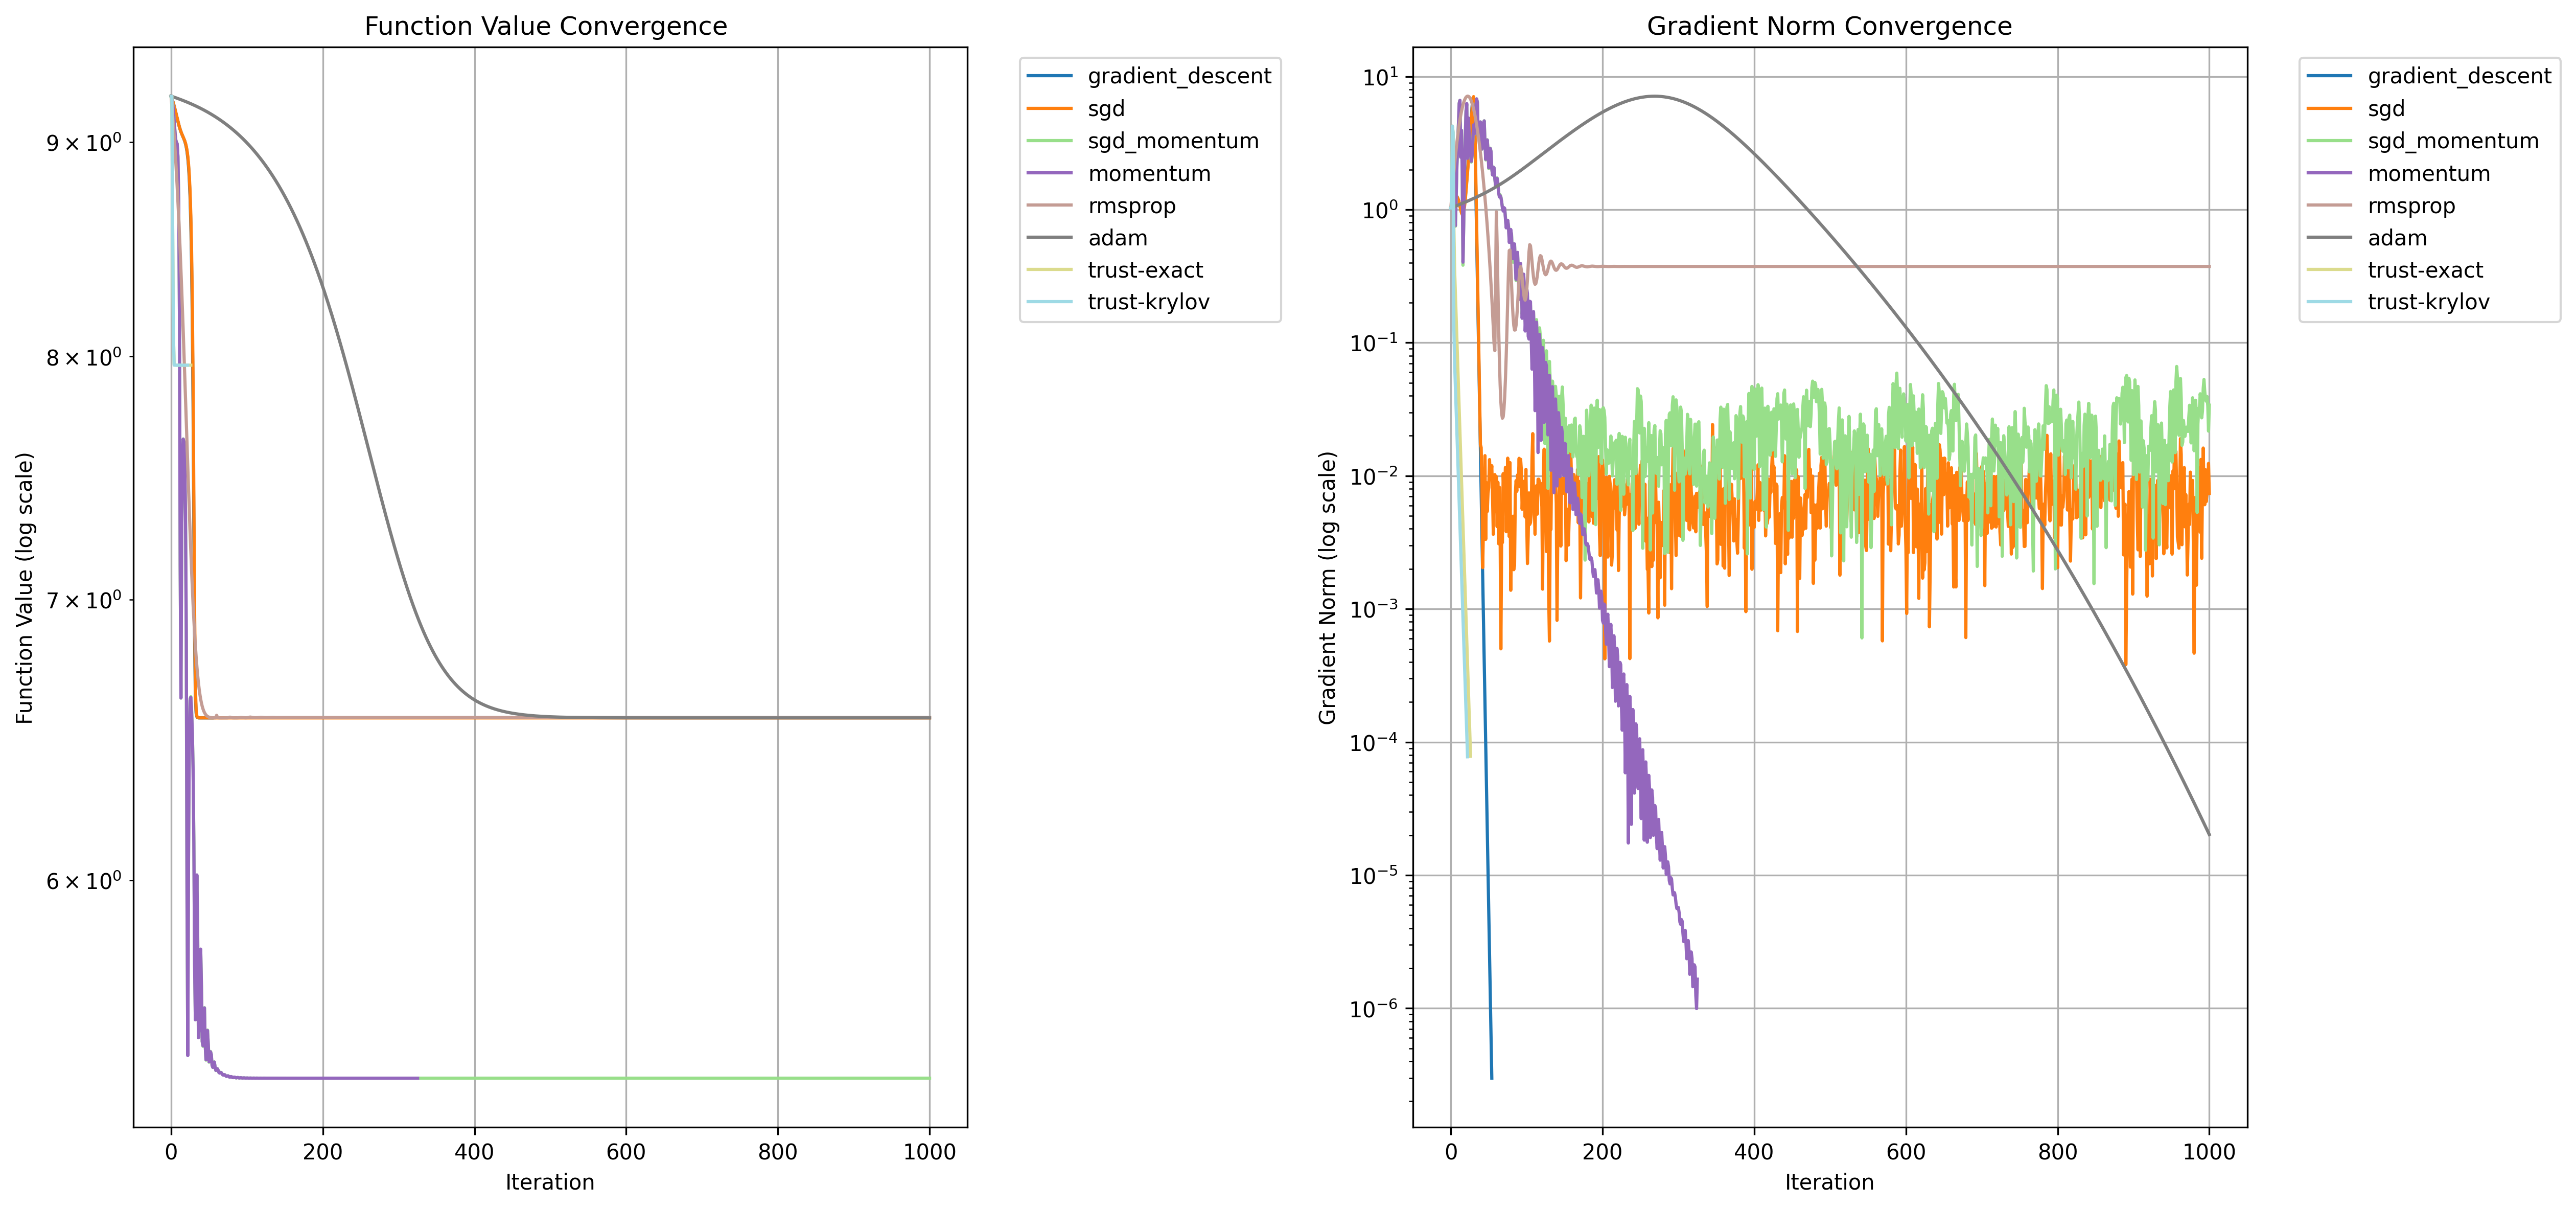 Function Value Convergence
Function Value (log scale)
9 × 10⁰
8 × 10⁰
7 × 10⁰
6 × 10⁰
0 200 400 600 800 1000
Iteration
gradient_descent
sgd
sgd_momentum
momentum
rmsprop
adam
trust-exact
trust-krylov
Gradient Norm Convergence
Gradient Norm (log scale)
10¹
10⁰
10⁻¹
10⁻²
10⁻³
10⁻⁴
10⁻⁵
10⁻⁶
0 200 400 600 800 1000
Iteration
gradient_descent
sgd
sgd_momentum
momentum
rmsprop
adam
trust-exact
trust-krylov